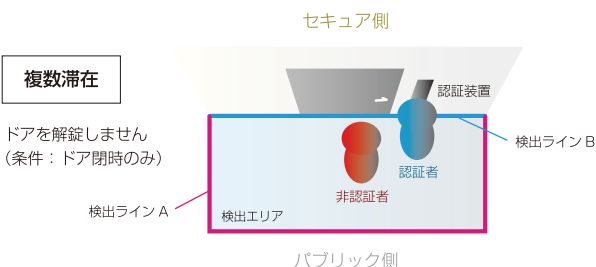 セキュア側
複数滞在
認証装置
ドアを解錠しません
（条件：ドア閉時のみ）
検出ラインB
認証者
非認証者
検出ラインA
検出エリア
パブリック側